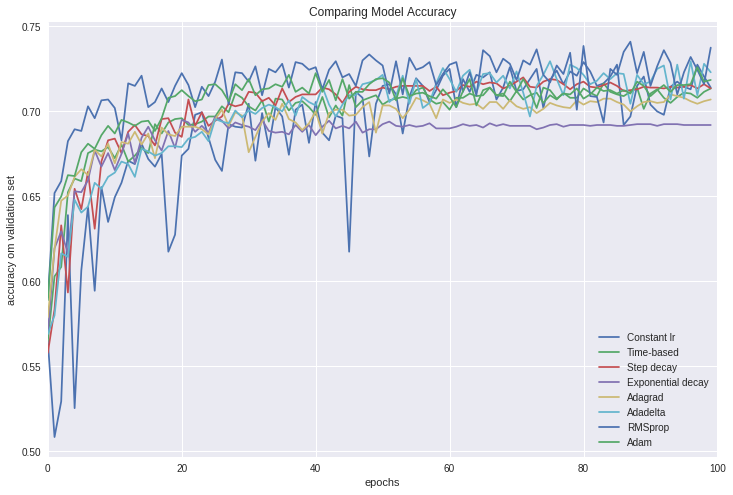 Comparing Model Accuracy
accuracy om validation set
0.75
0.70
0.65
0.60
0.55
0.50
Constant lr
Time-based
Step decay
Exponential decay
Adagrad
Adadelta
RMSprop
Adam
0 20 40 60 80 100
epochs